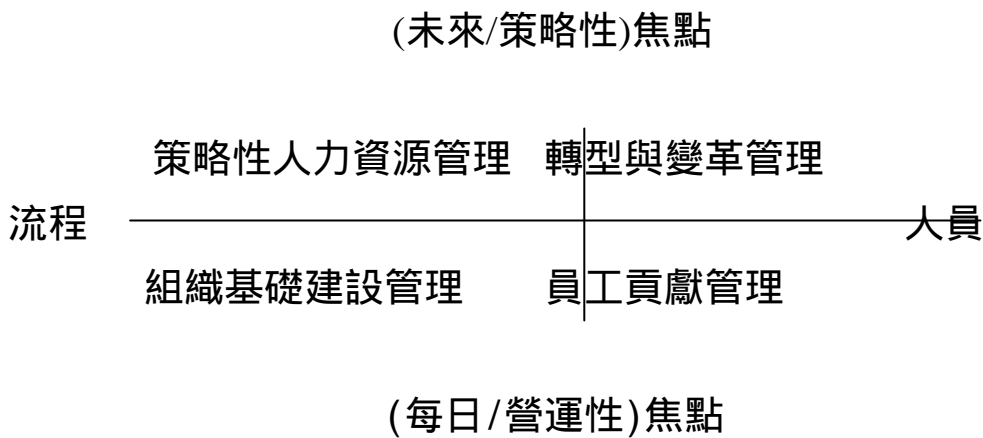 (未來/策略性)焦點
策略性人力資源管理 轉型與變革管理
流程 人員
組織基礎建設管理 員工貢獻管理
(每日/營運性)焦點